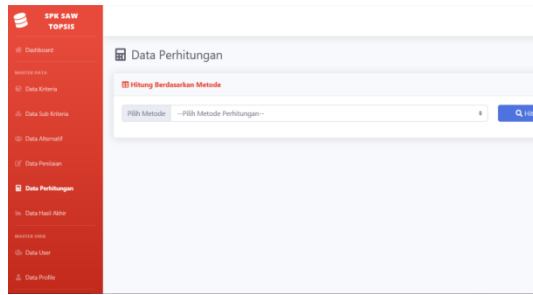 SPK SAW
TOPSIS
Dashboard
MASTER DATA
Data Kriteria
Data Sub Kriteria
Data Alternatif
Data Penilaian
Data Perhitungan
Data Hasil Akhir
MASTER USER
Data User
Data Profile
Data Perhitungan
Hitung Berdasarkan Metode
Pilih Metode --Pilih Metode Perhitungan-- Hit